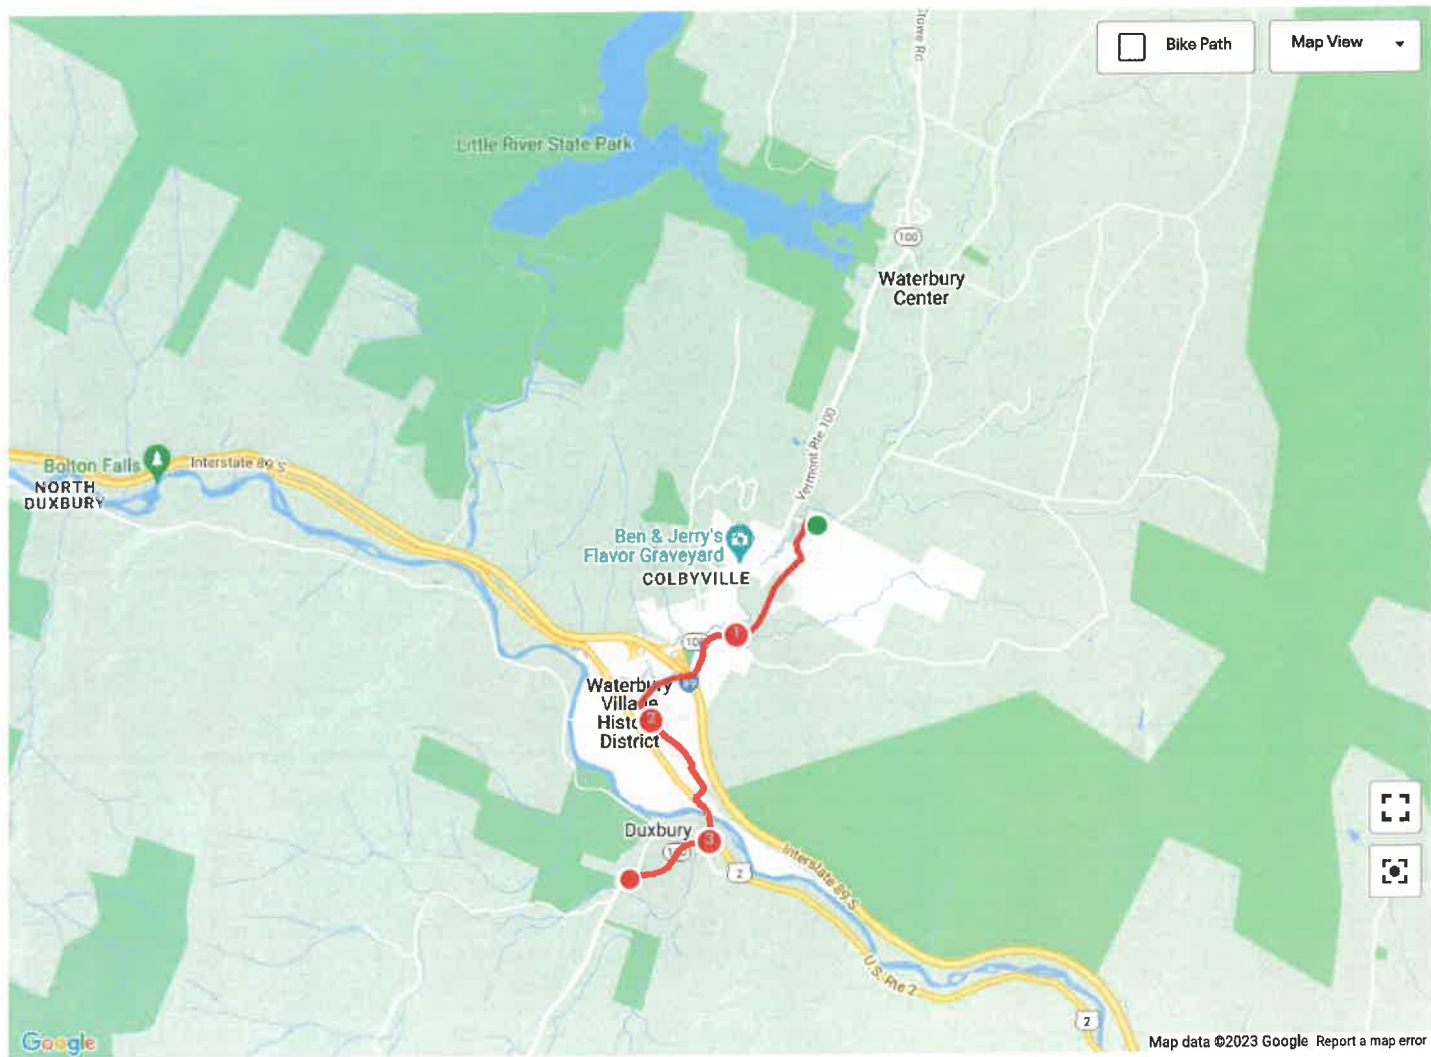 Stowe Rd
Bike Path
Map View
Little River State Park
100
Waterbury
Center
Vermont Rte 100
Bolton Falls
Interstate 89 S
NORTH
DUXBURY
Ben & Jerry's
Flavor Graveyard
COLBYVILLE
1
89
Waterbury
Village
2
District
Duxbury
3
2
Interstate 89 S
U.S. Rte 2
2
Google
Map data ©2023 Google Report a map error